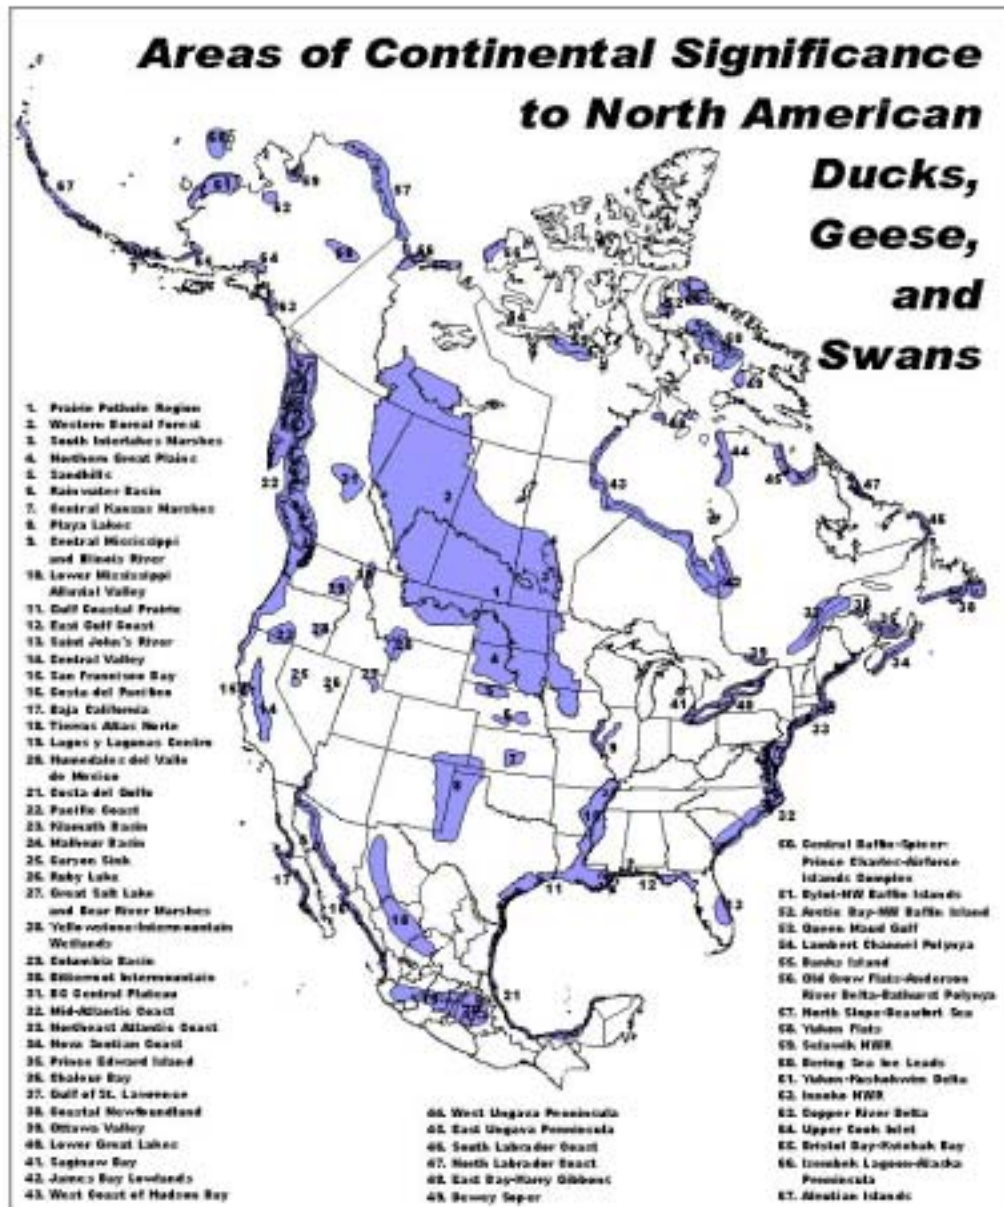 Areas of Continental Significance
to North American
Ducks,
Geese,
and
Swans
1. Prairie Pothole Region
2. Western Boreal Forest
3. South Interlakes Marshes
4. Northern Great Plains
5. Sandhills
6. Rainwater Basin
7. Central Kansas Marshes
8. Playa Lakes
9. Central Mississippi
and Illinois River
10. Lower Mississippi
Alluvial Valley
11. Gulf Coastal Prairie
12. East Gulf Coast
13. Saint John's River
14. Central Valley
15. San Francisco Bay
16. Costa del Pacifico
17. Baja California
18. Tierras Altas Norte
19. Lagos y Lagunas Centro
20. Humedales del Valle
de Mexico
21. Costa del Golfo
22. Pacific Coast
23. Klamath Basin
24. Malheur Basin
25. Carson Sink
26. Ruby Lake
27. Great Salt Lake
and Bear River Marshes
28. Yellowstone-Intermountain
Wetlands
29. Columbia Basin
30. Bitterroot Intermountain
31. BC Central Plateau
32. Mid-Atlantic Coast
33. Northeast Atlantic Coast
34. Nova Scotian Coast
35. Prince Edward Island
36. Chaleur Bay
37. Gulf of St. Lawrence
38. Coastal Newfoundland
39. Ottawa Valley
40. Lower Great Lakes
41. Saginaw Bay
42. James Bay Lowlands
43. West Coast of Hudson Bay
44. West Ungava Penninsula
45. East Ungava Penninsula
46. South Labrador Coast
47. North Labrador Coast
48. East Bay-Harry Gibbons
49. Dewey Soper
50. Central Baffin-Spicer-
Prince Charles-Airforce
Islands Complex
51. Bylot-NW Baffin Islands
52. Arctic Bay-NW Baffin Island
53. Queen Maud Gulf
54. Lambert Channel Polynya
55. Banks Island
56. Old Crow Flats-Anderson
River Delta-Bathurst Polynya
57. North Slope-Beaufort Sea
58. Yukon Flats
59. Selawik NWR
60. Bering Sea Ice Leads
61. Yukon-Kuskokwim Delta
62. Innoko NWR
63. Copper River Delta
64. Upper Cook Inlet
65. Bristol Bay-Kvichak Bay
66. Izembek Lagoon-Alaska
Penninsula
67. Aleutian Islands